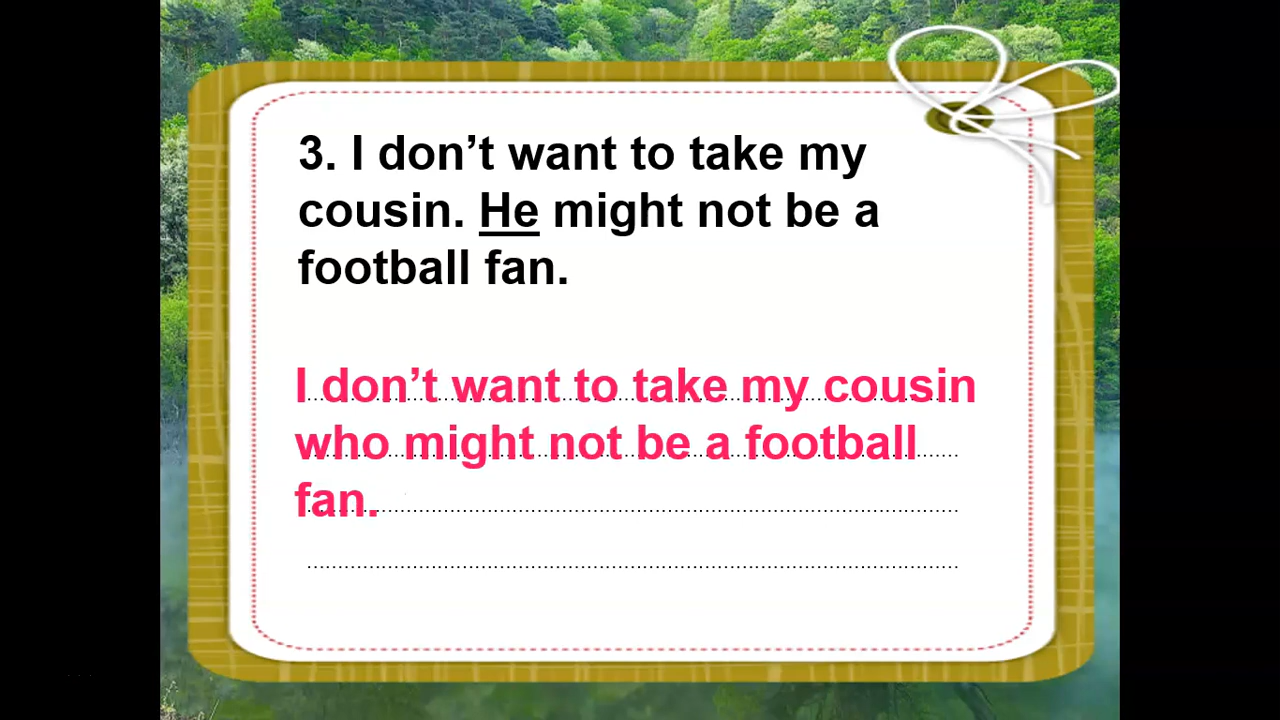 3. I don’t want to take my
cousin. He might not be a
football fan.
I don’t want to take my cousin
who might not be a football
fan.